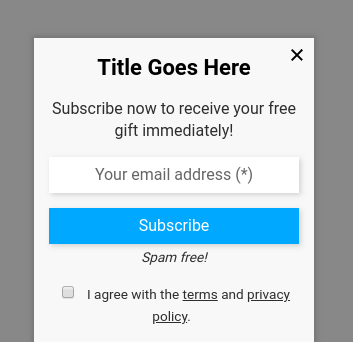 ✕
Title Goes Here
Subscribe now to receive your free
gift immediately!
Your email address (*)
Subscribe
Spam free!
I agree with the terms and privacy
policy.